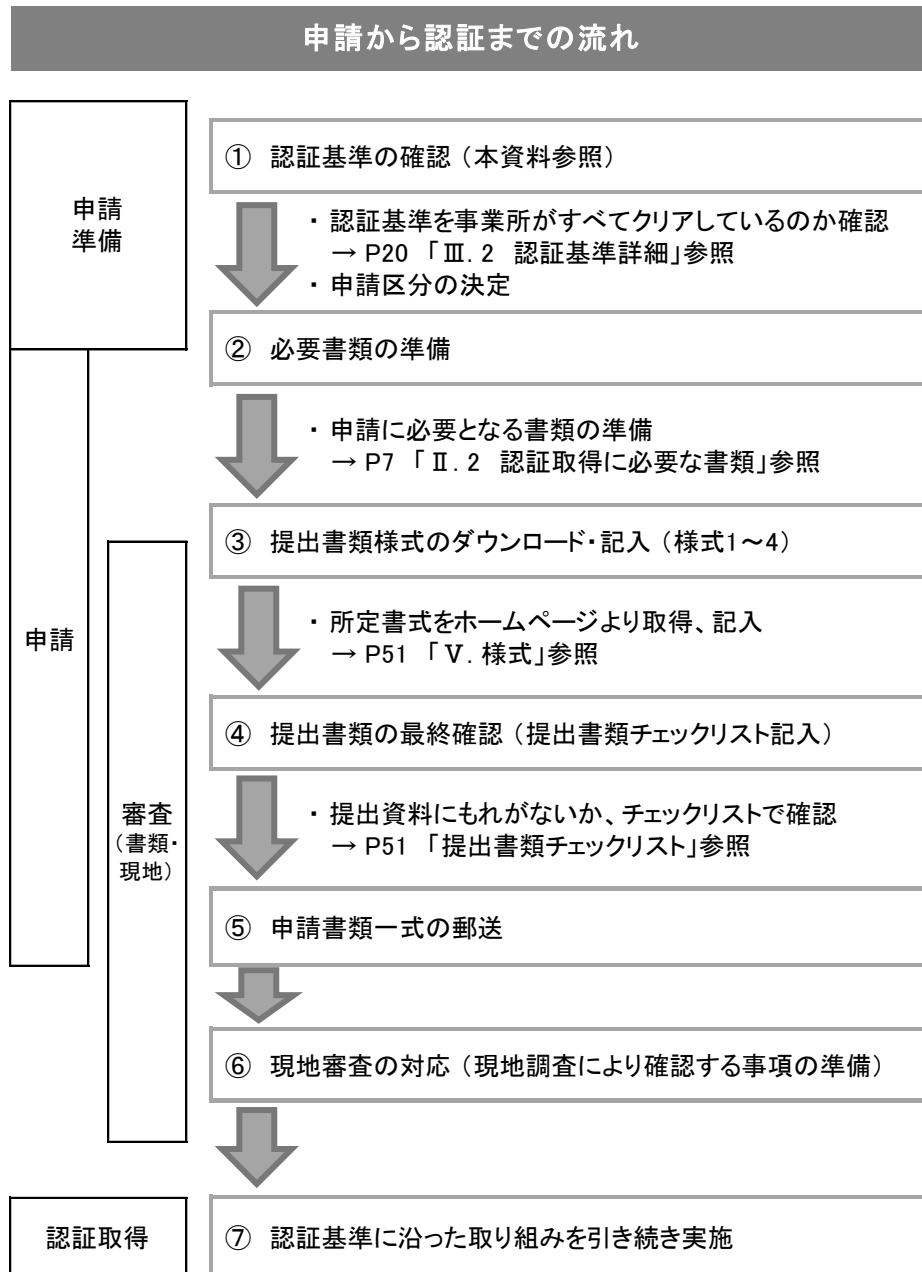 申請から認証までの流れ
申請
準備
① 認証基準の確認（本資料参照）
・ 認証基準を事業所がすべてクリアしているのか確認
→ P20 「Ⅲ．2 認証基準詳細」参照
・ 申請区分の決定
② 必要書類の準備
・ 申請に必要となる書類の準備
→ P7 「Ⅱ．2 認証取得に必要な書類」参照
③ 提出書類様式のダウンロード・記入（様式1～4）
・ 所定書式をホームページより取得、記入
→ P51 「Ⅴ．様式」参照
申請
④ 提出書類の最終確認（提出書類チェックリスト記入）
・ 提出資料にもれがないか、チェックリストで確認
→ P51 「提出書類チェックリスト」参照
審査
（書類・
現地）
⑤ 申請書類一式の郵送
⑥ 現地審査の対応（現地調査により確認する事項の準備）
認証取得
⑦ 認証基準に沿った取り組みを引き続き実施